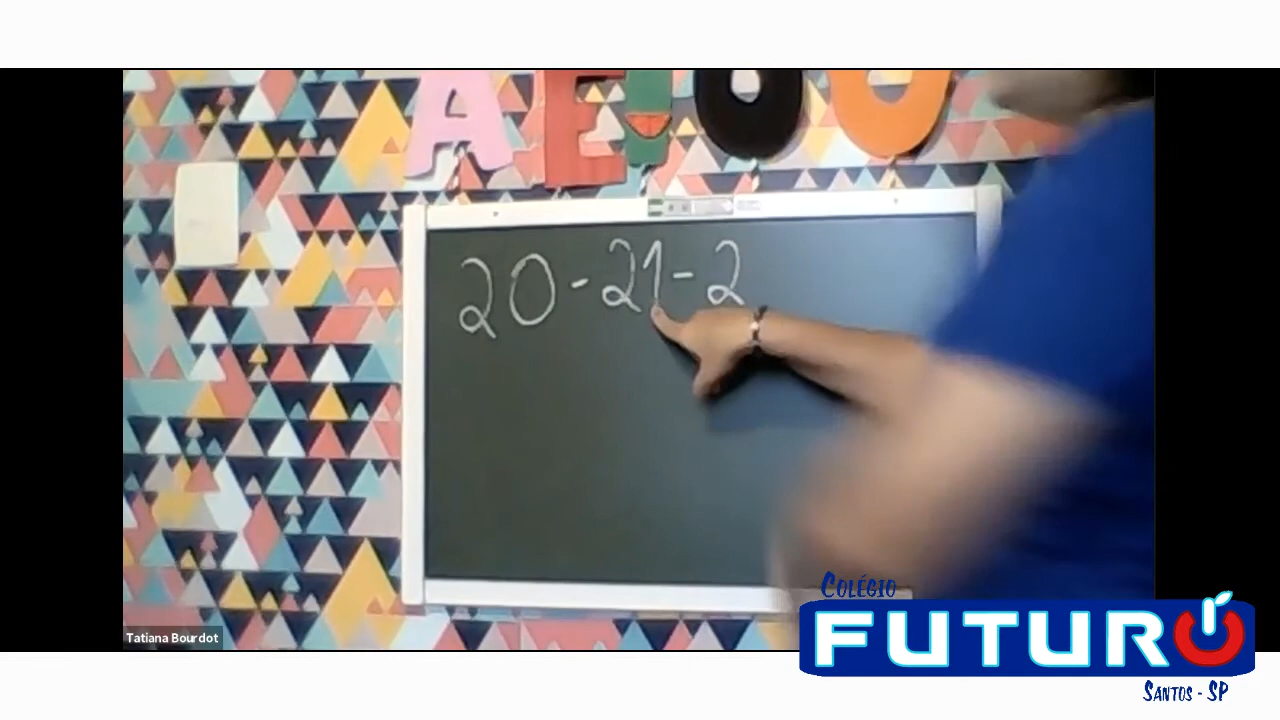 A E I O U
20-21-2
Tatiana Bourdot
COLÉGIO
FUTURO
SANTOS - SP